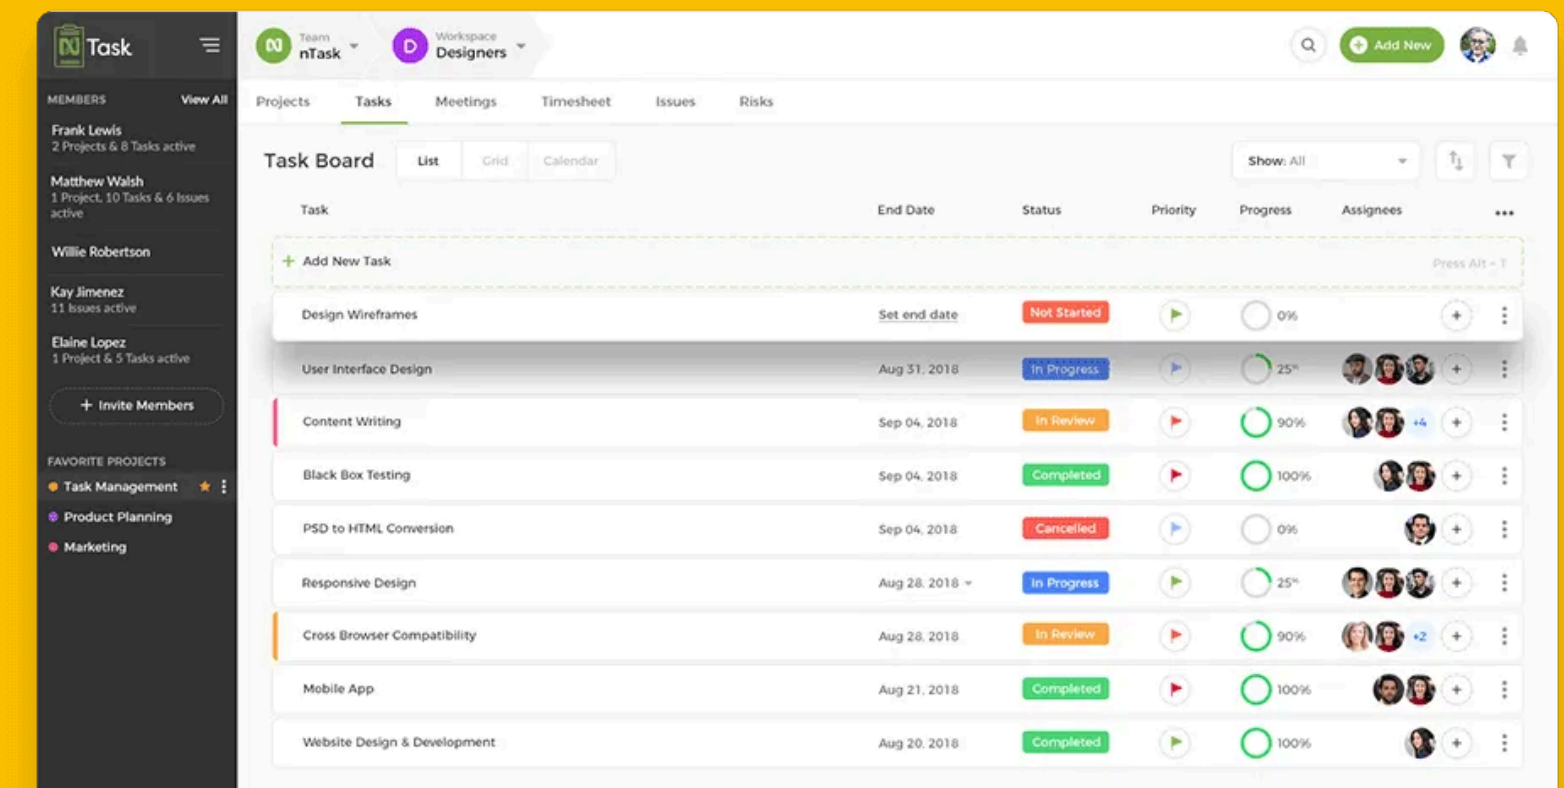 Task
MEMBERS View All
Frank Lewis
2 Projects & 8 Tasks active
Matthew Walsh
1 Project, 10 Tasks & 6 Issues
active
Willie Robertson
Kay Jimenez
11 Issues active
Elaine Lopez
1 Project & 5 Tasks active
+ Invite Members
FAVORITE PROJECTS
Task Management
Product Planning
Marketing
Team
nTask
D
Workspace
Designers
+ Add New
Projects Tasks Meetings Timesheet Issues Risks
Task Board List Grid Calendar Show: All
Task End Date Status Priority Progress Assignees
+ Add New Task Press Alt - T
Design Wireframes Set end date Not Started 0% +
User Interface Design Aug 31, 2018 In Progress 25% +
Content Writing Sep 04, 2018 In Review 90% +4 +
Black Box Testing Sep 04, 2018 Completed 100% +
PSD to HTML Conversion Sep 04, 2018 Cancelled 0% +
Responsive Design Aug 28, 2018 In Progress 25% +
Cross Browser Compatibility Aug 28, 2018 In Review 90% +2 +
Mobile App Aug 21, 2018 Completed 100% +
Website Design & Development Aug 20, 2018 Completed 100% +